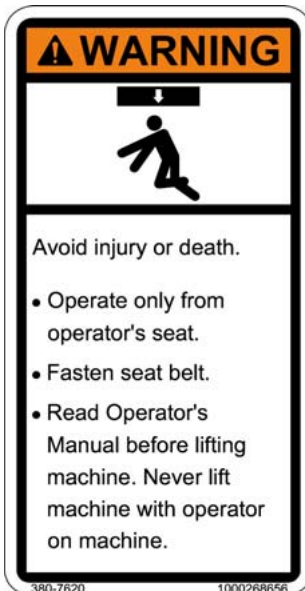 WARNING
Avoid injury or death.
• Operate only from
operator's seat.
• Fasten seat belt.
• Read Operator's
Manual before lifting
machine. Never lift
machine with operator
on machine.
380-7620 1000268656